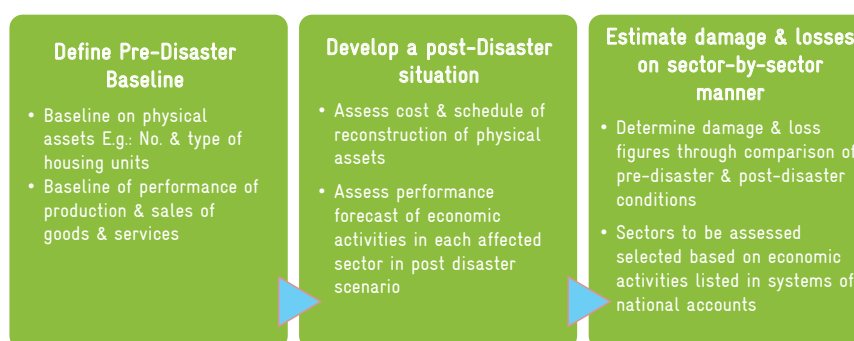 Define Pre-Disaster
Baseline
• Baseline on physical
assets E.g.: No. & type of
housing units
• Baseline of performance of
production & sales of
goods & services
Develop a post-Disaster
situation
• Assess cost & schedule of
reconstruction of physical
assets
• Assess performance
forecast of economic
activities in each affected
sector in post disaster
scenario
Estimate damage & losses
on sector-by-sector
manner
• Determine damage & loss
figures through comparison of
pre-disaster & post-disaster
conditions
• Sectors to be assessed
selected based on economic
activities listed in systems of
national accounts